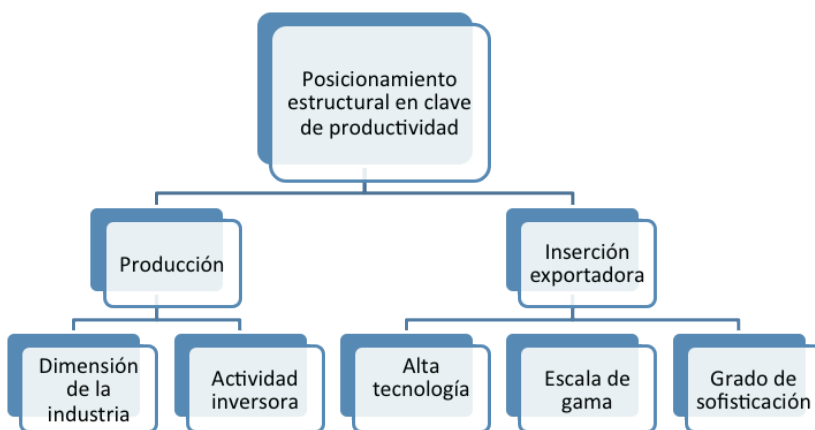 Posicionamiento
estructural en clave
de productividad
Producción
Inserción
exportadora
Dimensión
de la
industria
Actividad
inversora
Alta
tecnología
Escala de
gama
Grado de
sofisticación